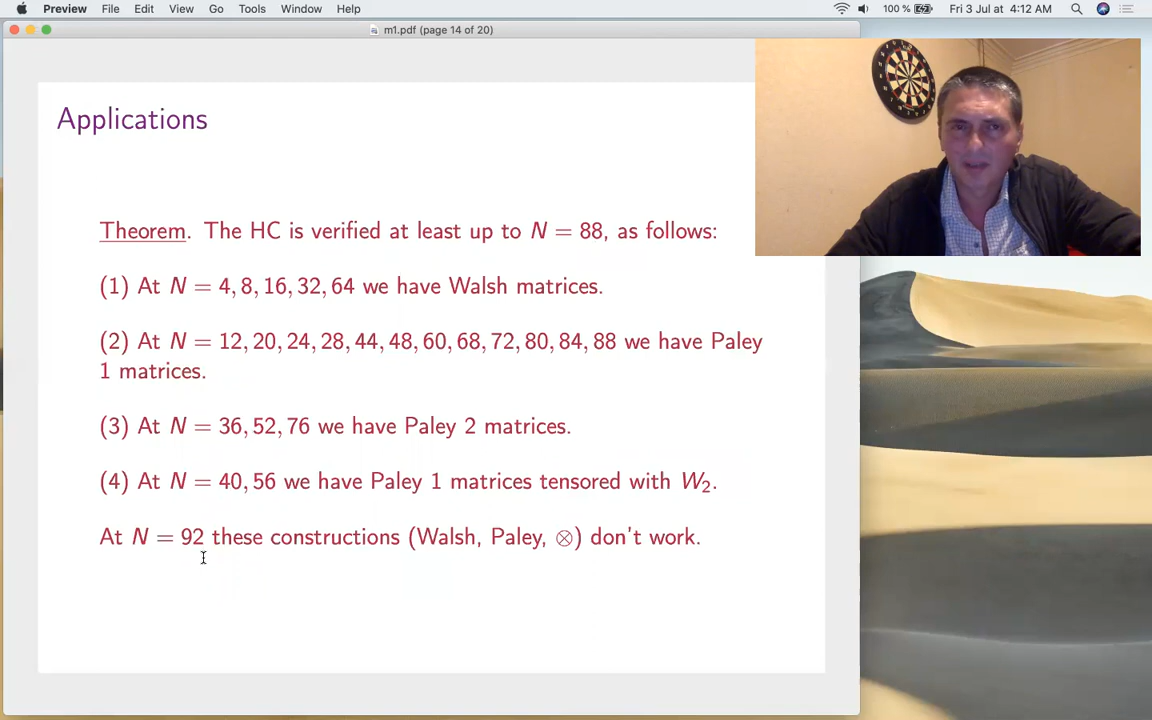 Preview File Edit View Go Tools Window Help 100 % Fri 3 Jul at 4:12 AM
m1.pdf (page 14 of 20)
Applications
Theorem. The HC is verified at least up to N = 88, as follows:
(1) At N = 4, 8, 16, 32, 64 we have Walsh matrices.
(2) At N = 12, 20, 24, 28, 44, 48, 60, 68, 72, 80, 84, 88 we have Paley
1 matrices.
(3) At N = 36, 52, 76 we have Paley 2 matrices.
(4) At N = 40, 56 we have Paley 1 matrices tensored with W₂.
At N = 92 these constructions (Walsh, Paley, ⊗) don't work.